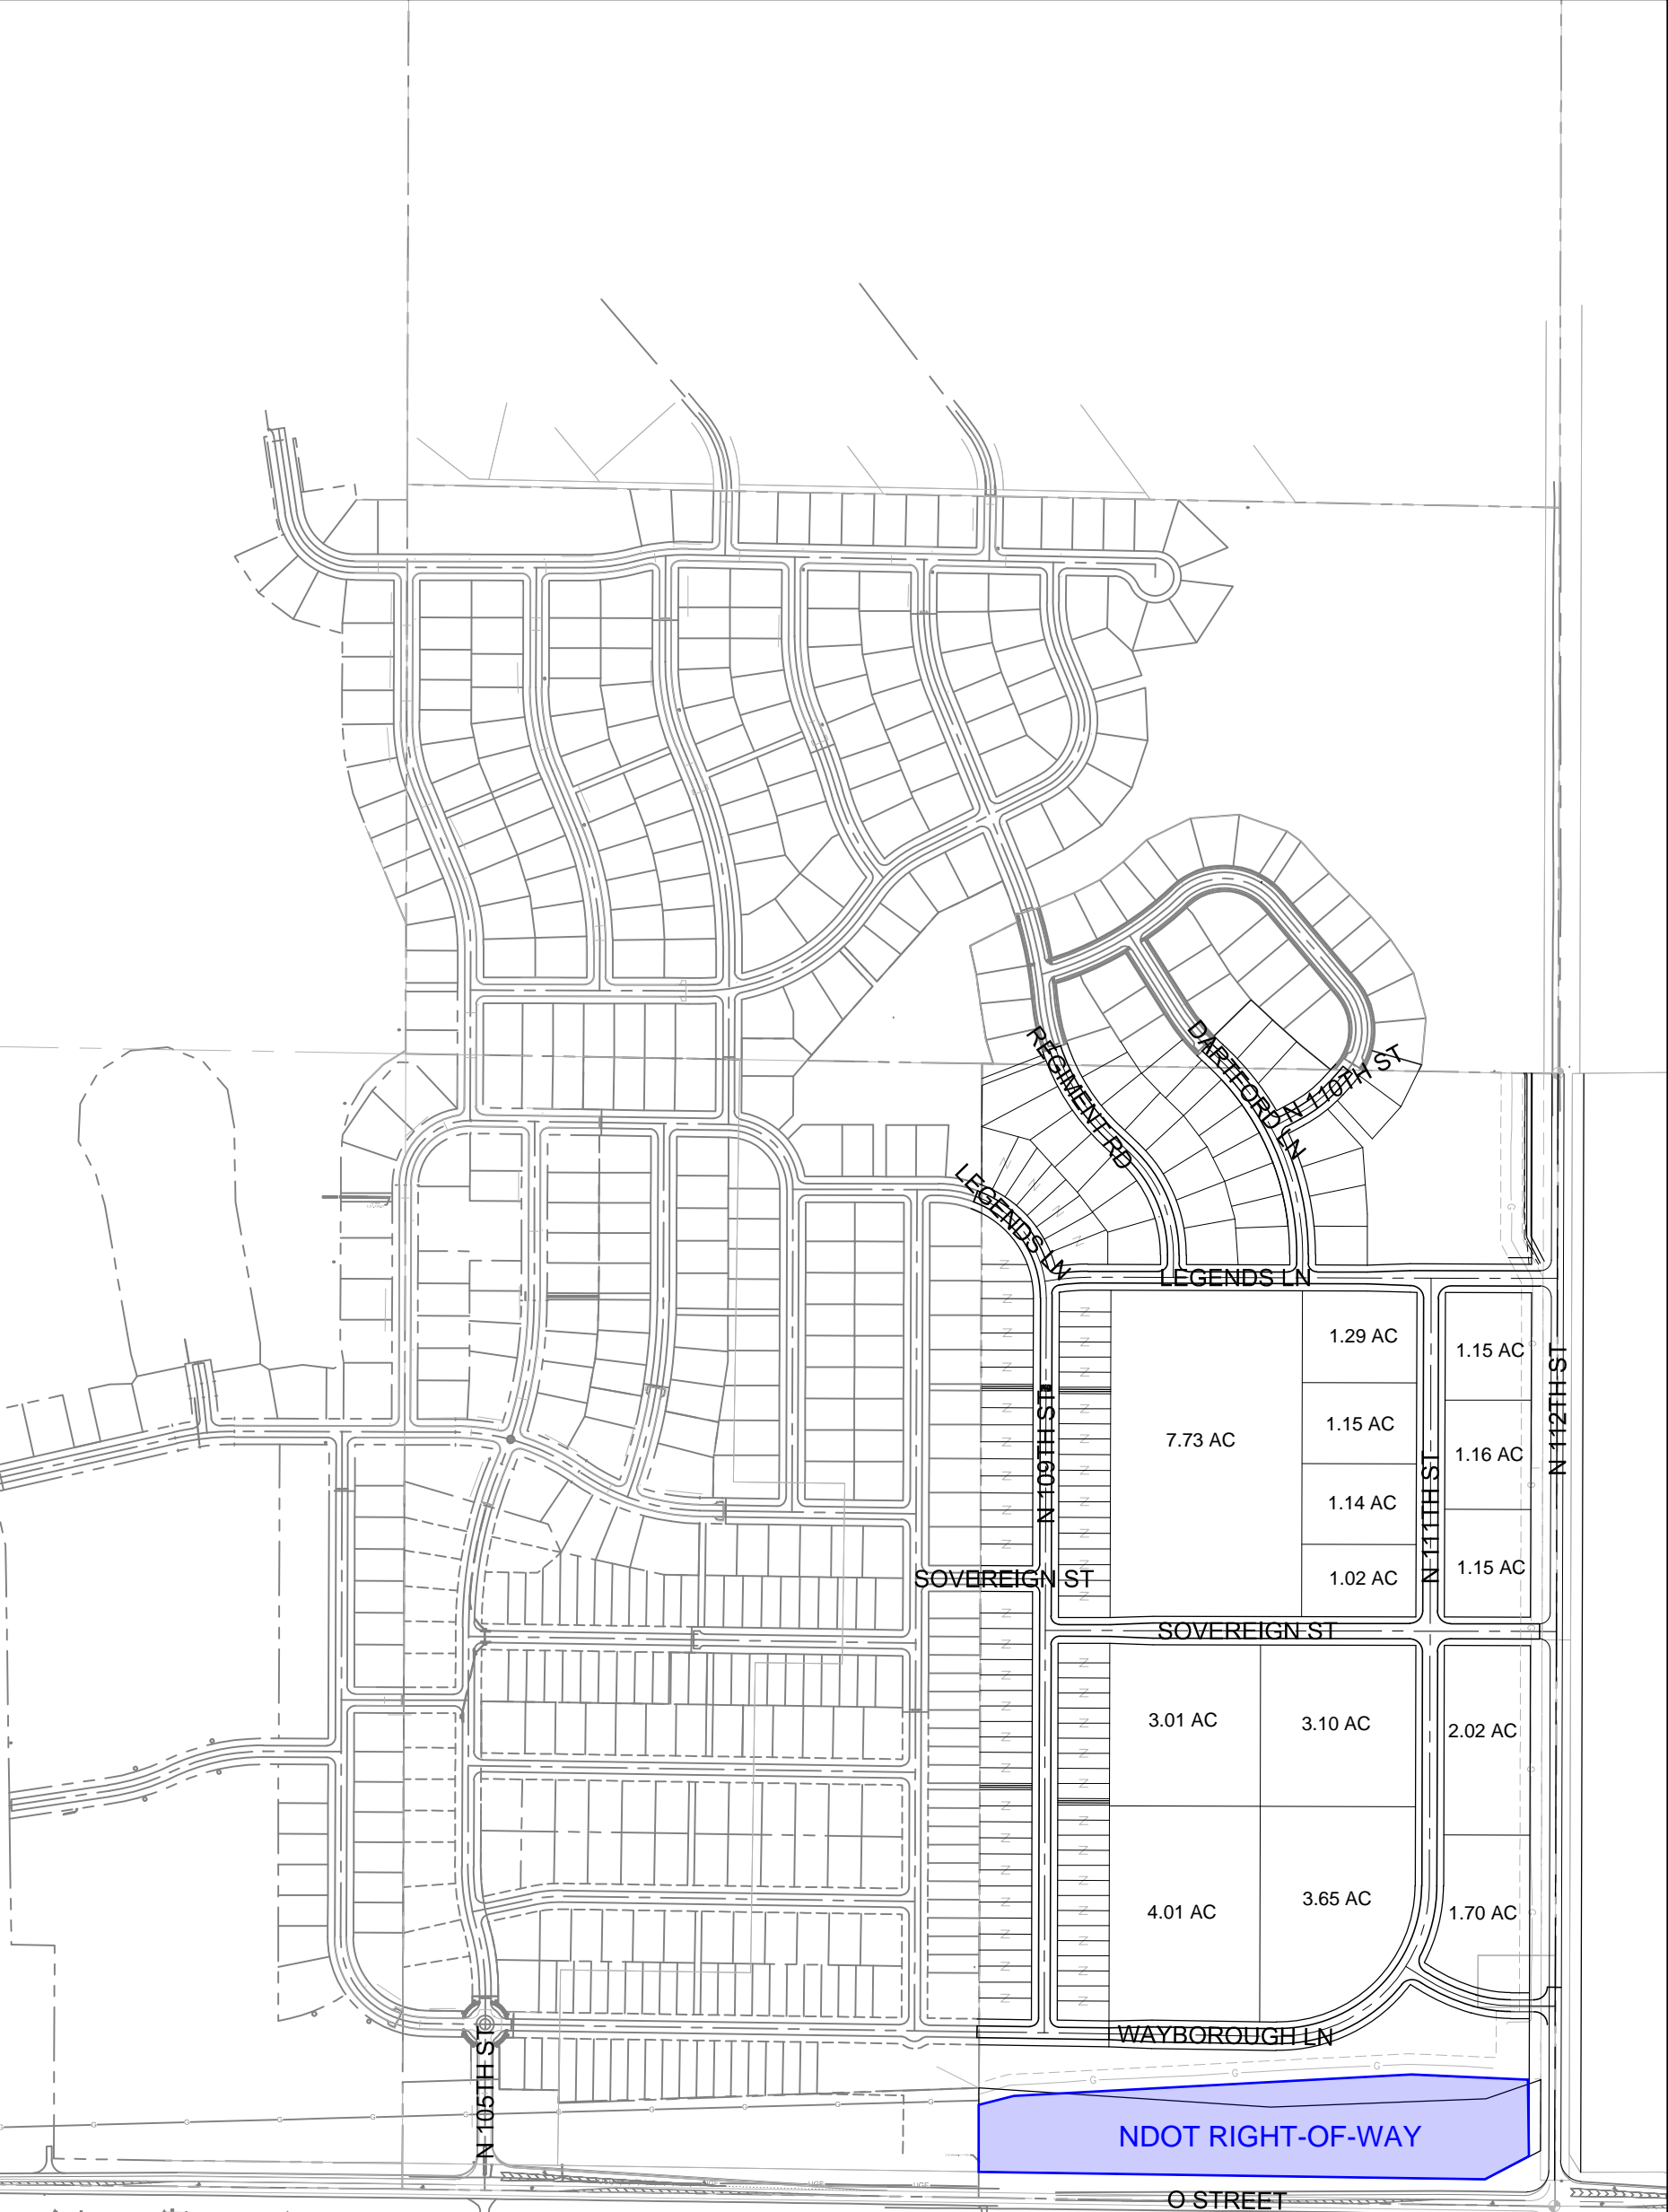 REGIMENT RD
DARTFORD LN
N 110TH ST
LEGENDS LN
LEGENDS LN
1.29 AC
1.15 AC
7.73 AC
1.15 AC
1.16 AC
1.14 AC
1.02 AC
1.15 AC
N 109TH ST
N 111TH ST
N 112TH ST
SOVEREIGN ST
SOVEREIGN ST
3.01 AC
3.10 AC
2.02 AC
4.01 AC
3.65 AC
1.70 AC
WAYBOROUGH LN
N 105TH ST
NDOT RIGHT-OF-WAY
O STREET